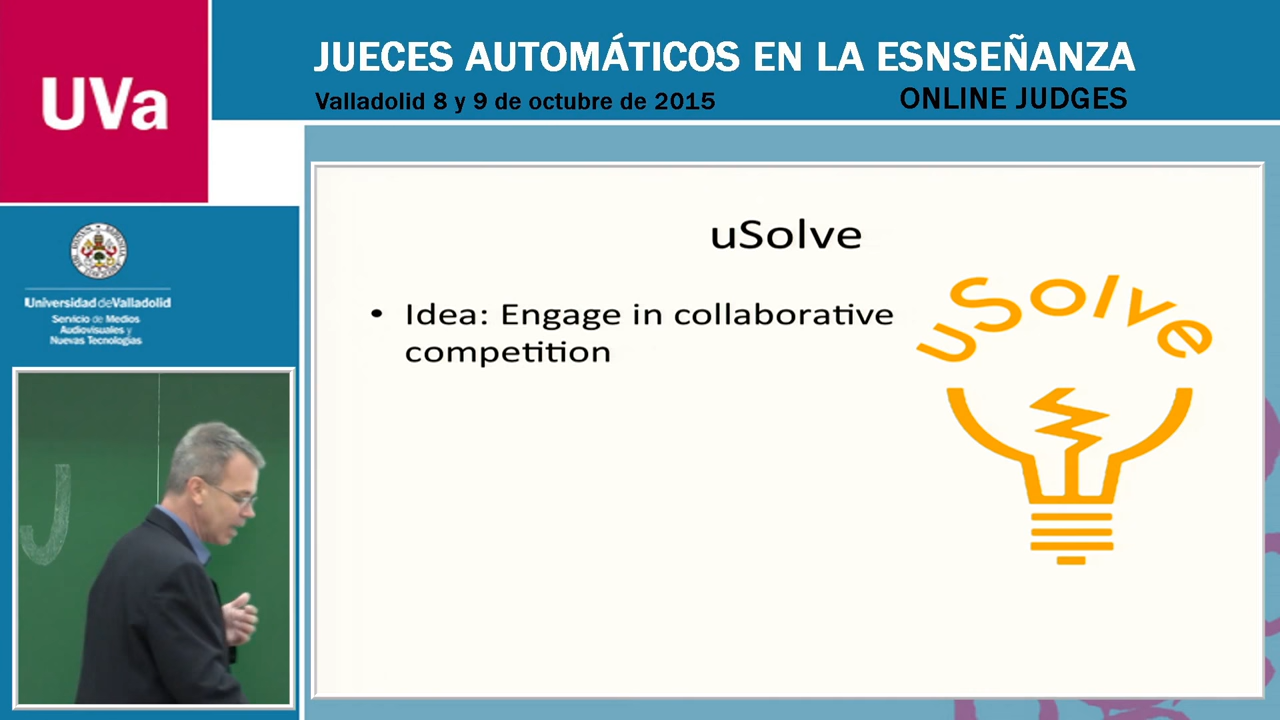 UVa
JUECES AUTOMÁTICOS EN LA ESNSEÑANZA
Valladolid 8 y 9 de octubre de 2015
ONLINE JUDGES
Universidad de Valladolid
Servicio de Medios
Audiovisuales y
Nuevas Tecnologías
uSolve
• Idea: Engage in collaborative
competition
uSolve
J